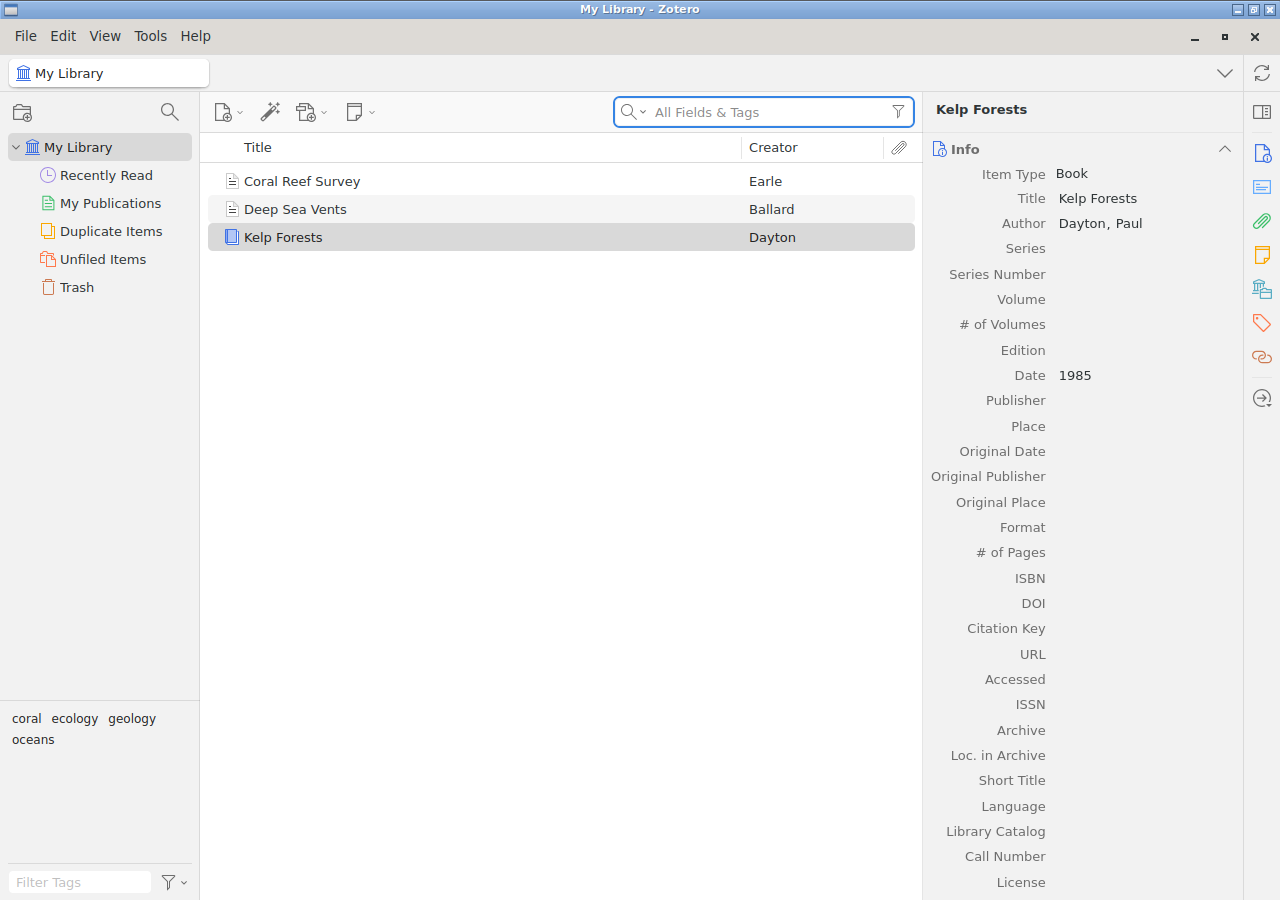 My Library - Zotero
File Edit View Tools Help
My Library
All Fields & Tags
My Library
Recently Read
My Publications
Duplicate Items
Unfiled Items
Trash
coral ecology geology
oceans
Filter Tags
Title Creator
Coral Reef Survey Earle
Deep Sea Vents Ballard
Kelp Forests Dayton
Kelp Forests
Info
Item Type Book
Title Kelp Forests
Author Dayton, Paul
Series
Series Number
Volume
# of Volumes
Edition
Date 1985
Publisher
Place
Original Date
Original Publisher
Original Place
Format
# of Pages
ISBN
DOI
Citation Key
URL
Accessed
ISSN
Archive
Loc. in Archive
Short Title
Language
Library Catalog
Call Number
License